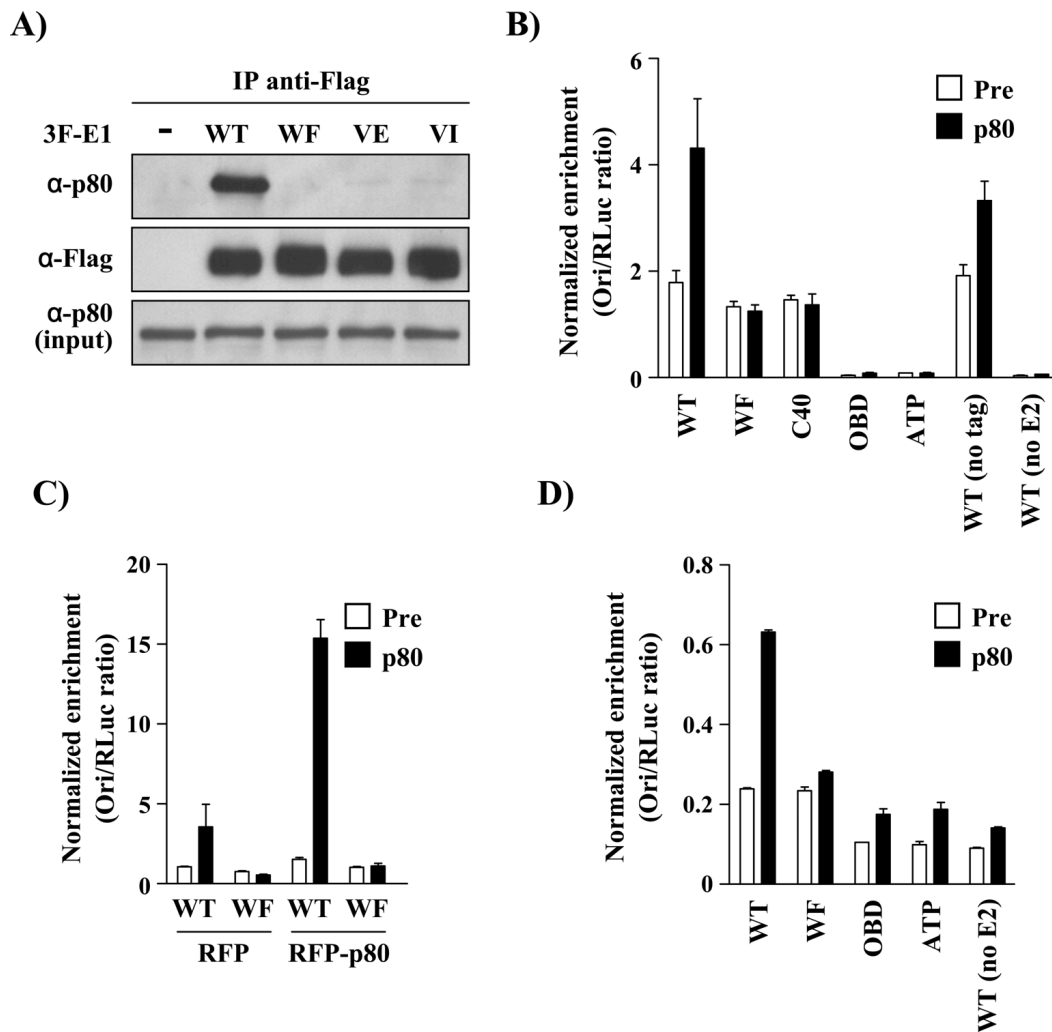 A)
IP anti-Flag
3F-E1 - WT WF VE VI
α-p80
α-Flag
α-p80
(input)
B)
Normalized enrichment
(Ori/RLuc ratio)
6
4
2
0
Pre
p80
WT
WF
C40
OBD
ATP
WT (no tag)
WT (no E2)
C)
Normalized enrichment
(Ori/RLuc ratio)
20
15
10
5
0
Pre
p80
WT WF WT WF
RFP RFP-p80
D)
Normalized enrichment
(Ori/RLuc ratio)
0.8
0.6
0.4
0.2
0
Pre
p80
WT
WF
OBD
ATP
WT (no E2)